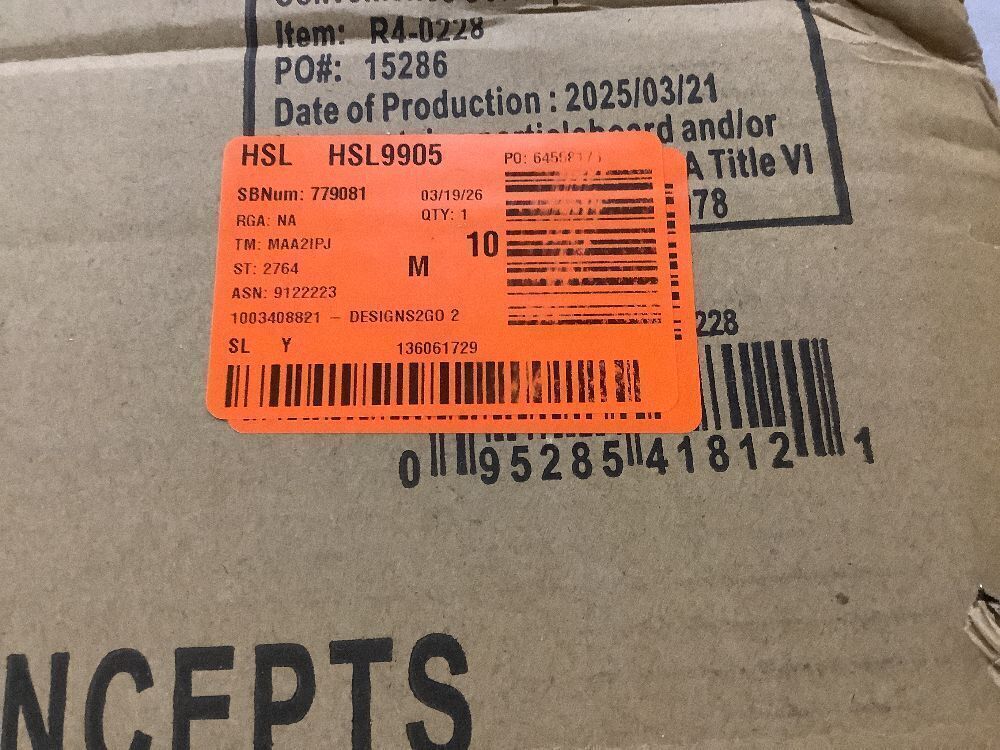 Item: R4-0228
PO#: 15286
Date of Production : 2025/03/21
and/or
A Title VI
78
HSL HSL9905
PO:
SBNum: 779081 03/19/26
RGA: NA QTY: 1
TM: MAA2IPJ 10
ST: 2764 M
ASN: 9122223
1003408821 - DESIGNS2GO 2
SL Y 136061729
228
0 95285 41812 1
NCEPTS